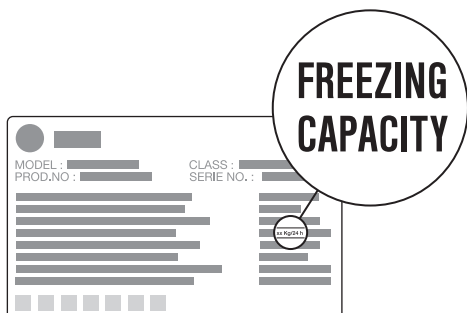 FREEZING
CAPACITY
MODEL :
CLASS :
PROD.NO :
SERIE NO. :
xx Kg/24 h